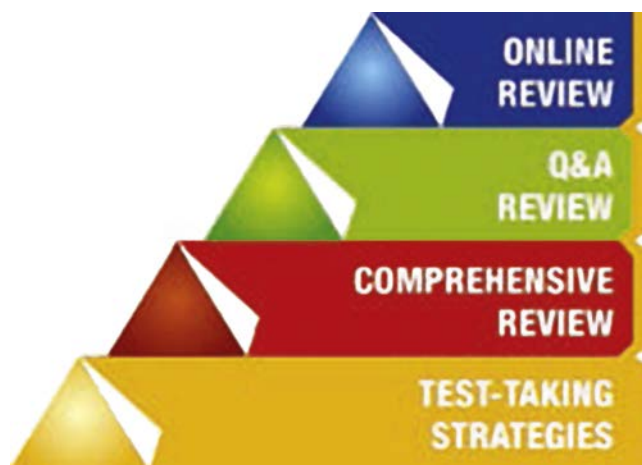 ONLINE
REVIEW
Q&A
REVIEW
COMPREHENSIVE
REVIEW
TEST-TAKING
STRATEGIES